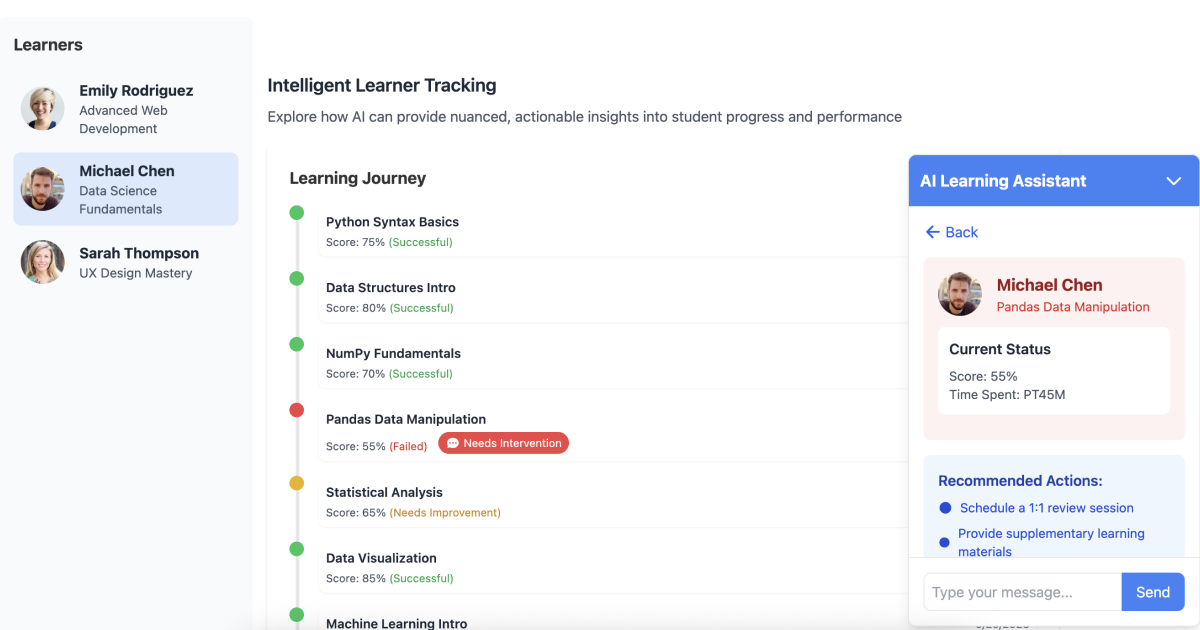 Learners
Emily Rodriguez
Advanced Web
Development
Michael Chen
Data Science
Fundamentals
Sarah Thompson
UX Design Mastery
Intelligent Learner Tracking
Explore how AI can provide nuanced, actionable insights into student progress and performance
Learning Journey
Python Syntax Basics
Score: 75% (Successful)
Data Structures Intro
Score: 80% (Successful)
NumPy Fundamentals
Score: 70% (Successful)
Pandas Data Manipulation
Score: 55% (Failed) Needs Intervention
Statistical Analysis
Score: 65% (Needs Improvement)
Data Visualization
Score: 85% (Successful)
Machine Learning Intro
AI Learning Assistant
Back
Michael Chen
Pandas Data Manipulation
Current Status
Score: 55%
Time Spent: PT45M
Recommended Actions:
Schedule a 1:1 review session
Provide supplementary learning
materials
Type your message...
Send